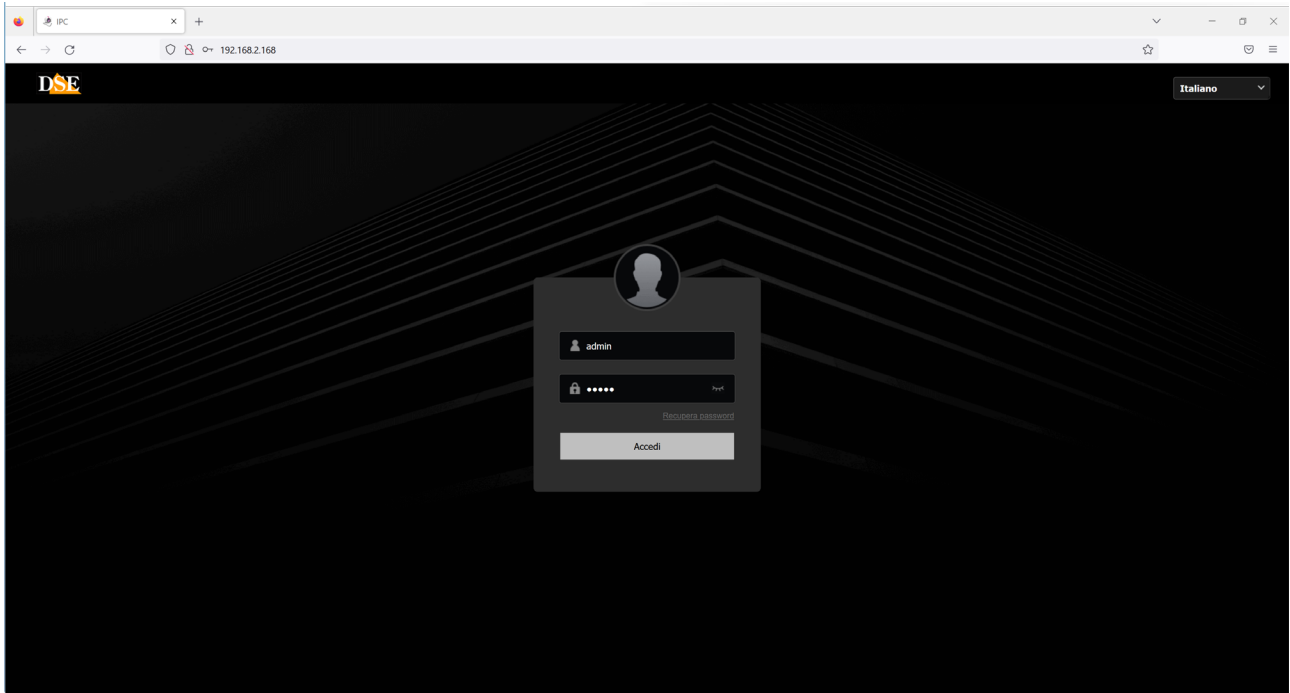 IPC
192.168.2.168
DSE
Italiano
admin
•••••
Recupera password
Accedi